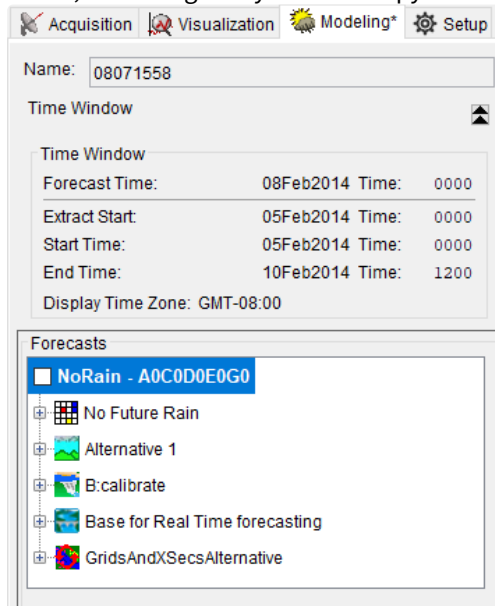 Acquisition Visualization Modeling* Setup
Name: 08071558
Time Window
Time Window
Forecast Time: 08Feb2014 Time: 0000
Extract Start: 05Feb2014 Time: 0000
Start Time: 05Feb2014 Time: 0000
End Time: 10Feb2014 Time: 1200
Display Time Zone: GMT-08:00
Forecasts
NoRain - A0C0D0E0G0
No Future Rain
Alternative 1
B:calibrate
Base for Real Time forecasting
GridsAndXSecsAlternative